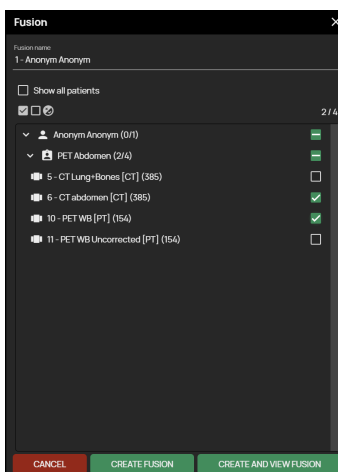 Fusion
Fusion name
1 - Anonym Anonym
Show all patients
2/4
Anonym Anonym (0/1)
PET Abdomen (2/4)
5 - CT Lung+Bones [CT] (385)
6 - CT abdomen [CT] (385)
10 - PET WB [PT] (154)
11 - PET WB Uncorrected [PT] (154)
CANCEL CREATE FUSION CREATE AND VIEW FUSION